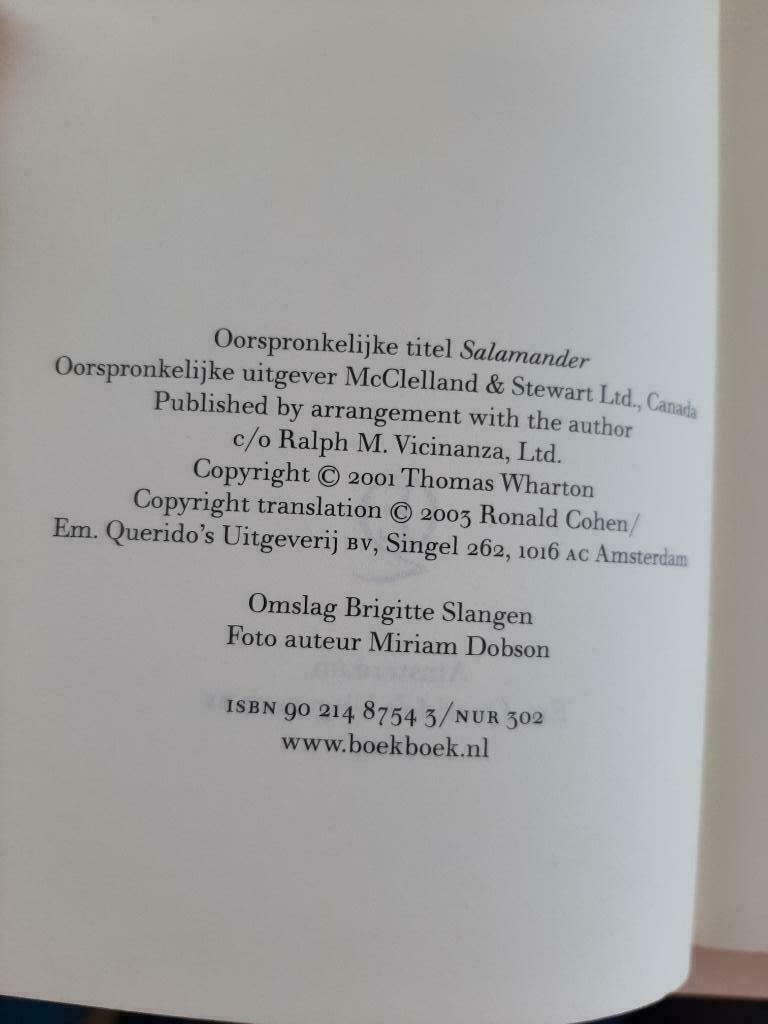 Oorspronkelijke titel Salamander
Oorspronkelijke uitgever McClelland & Stewart Ltd., Canada
Published by arrangement with the author
c/o Ralph M. Vicinanza, Ltd.
Copyright © 2001 Thomas Wharton
Copyright translation © 2003 Ronald Cohen/
Em. Querido's Uitgeverij BV, Singel 262, 1016 AC Amsterdam
Omslag Brigitte Slangen
Foto auteur Miriam Dobson
ISBN 90 214 8754 3/NUR 302
www.boekboek.nl